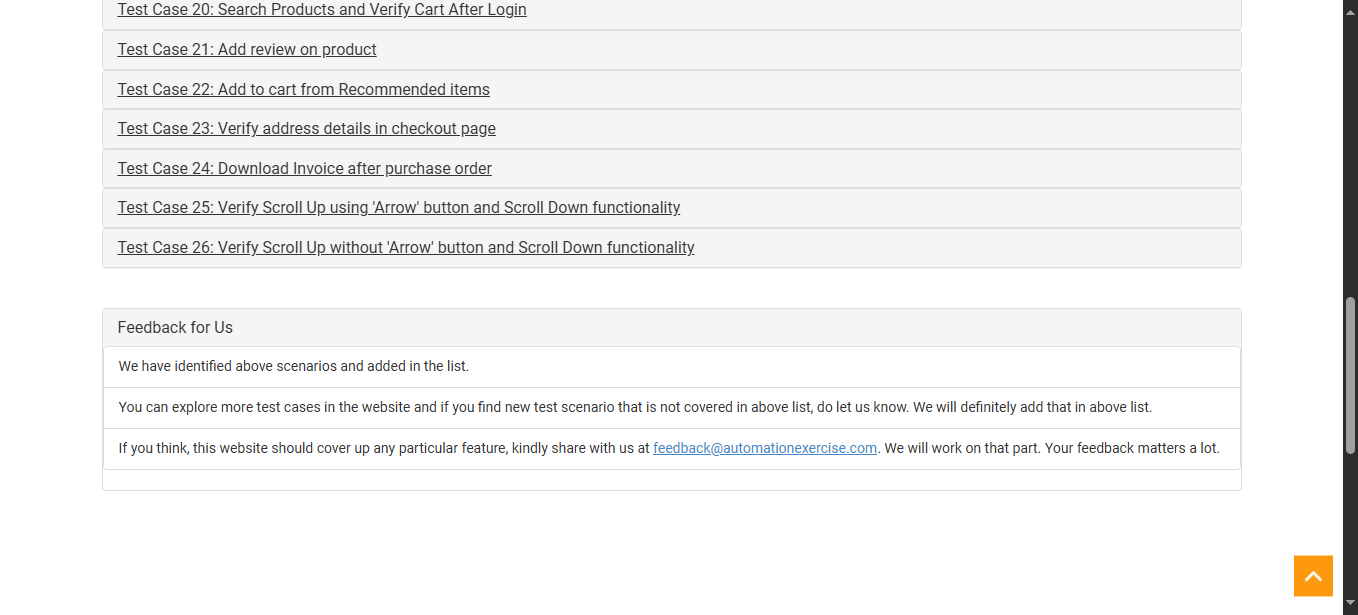 Test Case 20: Search Products and Verify Cart After Login
Test Case 21: Add review on product
Test Case 22: Add to cart from Recommended items
Test Case 23: Verify address details in checkout page
Test Case 24: Download Invoice after purchase order
Test Case 25: Verify Scroll Up using 'Arrow' button and Scroll Down functionality
Test Case 26: Verify Scroll Up without 'Arrow' button and Scroll Down functionality
Feedback for Us
We have identified above scenarios and added in the list.
You can explore more test cases in the website and if you find new test scenario that is not covered in above list, do let us know. We will definitely add that in above list.
If you think, this website should cover up any particular feature, kindly share with us at feedback@automationexercise.com. We will work on that part. Your feedback matters a lot.